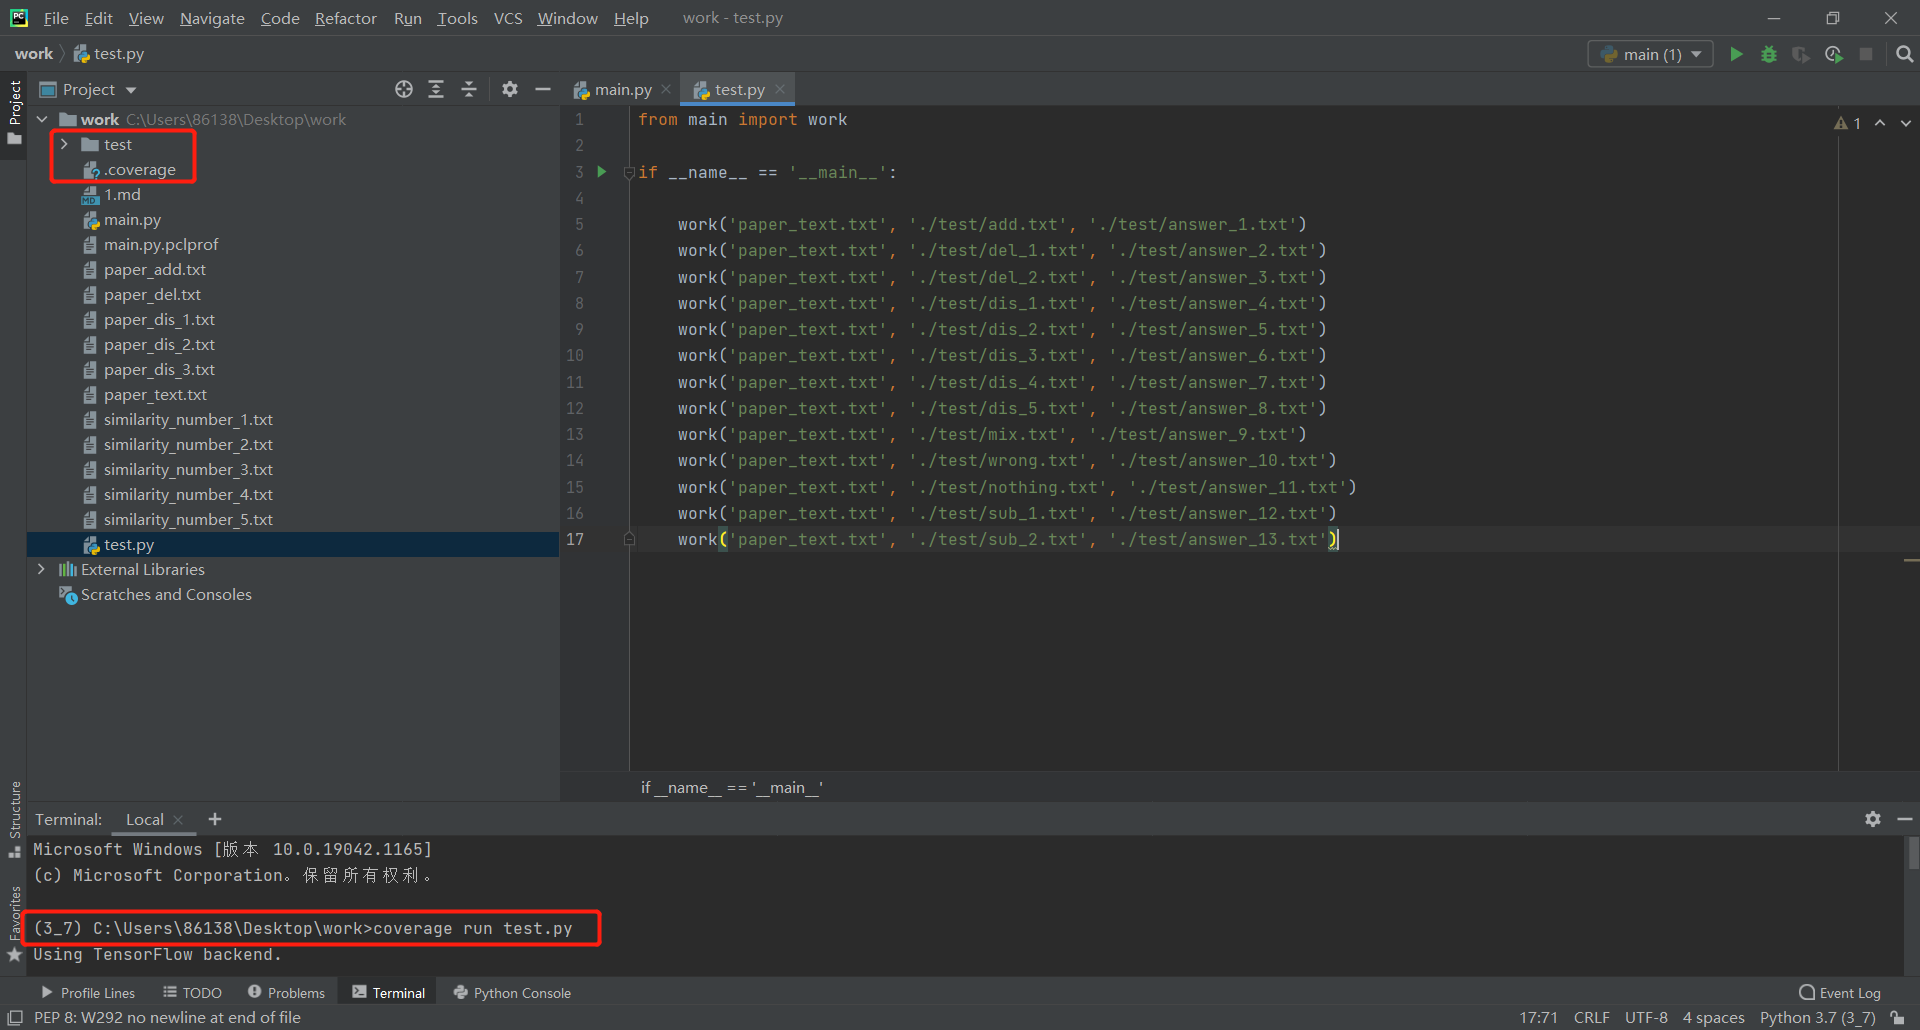 PC File Edit View Navigate Code Refactor Run Tools VCS Window Help work - test.py
work test.py main (1)
Project
Project
main.py test.py
work C:\Users\86138\Desktop\work
test
.coverage
1.md
main.py
main.py.pclprof
paper_add.txt
paper_del.txt
paper_dis_1.txt
paper_dis_2.txt
paper_dis_3.txt
paper_text.txt
similarity_number_1.txt
similarity_number_2.txt
similarity_number_3.txt
similarity_number_4.txt
similarity_number_5.txt
test.py
External Libraries
Scratches and Consoles
1 from main import work
2
3 if __name__ == '__main__':
4
5 work('paper_text.txt', './test/add.txt', './test/answer_1.txt')
6 work('paper_text.txt', './test/del_1.txt', './test/answer_2.txt')
7 work('paper_text.txt', './test/del_2.txt', './test/answer_3.txt')
8 work('paper_text.txt', './test/dis_1.txt', './test/answer_4.txt')
9 work('paper_text.txt', './test/dis_2.txt', './test/answer_5.txt')
10 work('paper_text.txt', './test/dis_3.txt', './test/answer_6.txt')
11 work('paper_text.txt', './test/dis_4.txt', './test/answer_7.txt')
12 work('paper_text.txt', './test/dis_5.txt', './test/answer_8.txt')
13 work('paper_text.txt', './test/mix.txt', './test/answer_9.txt')
14 work('paper_text.txt', './test/wrong.txt', './test/answer_10.txt')
15 work('paper_text.txt', './test/nothing.txt', './test/answer_11.txt')
16 work('paper_text.txt', './test/sub_1.txt', './test/answer_12.txt')
17 work('paper_text.txt', './test/sub_2.txt', './test/answer_13.txt')
1
if __name__ == '__main__'
Structure
Favorites
Terminal: Local
Microsoft Windows [版本 10.0.19042.1165]
(c) Microsoft Corporation。保留所有权利。
(3_7) C:\Users\86138\Desktop\work>coverage run test.py
Using TensorFlow backend.
Profile Lines TODO Problems Terminal Python Console Event Log
PEP 8: W292 no newline at end of file 17:71 CRLF UTF-8 4 spaces Python 3.7 (3_7)